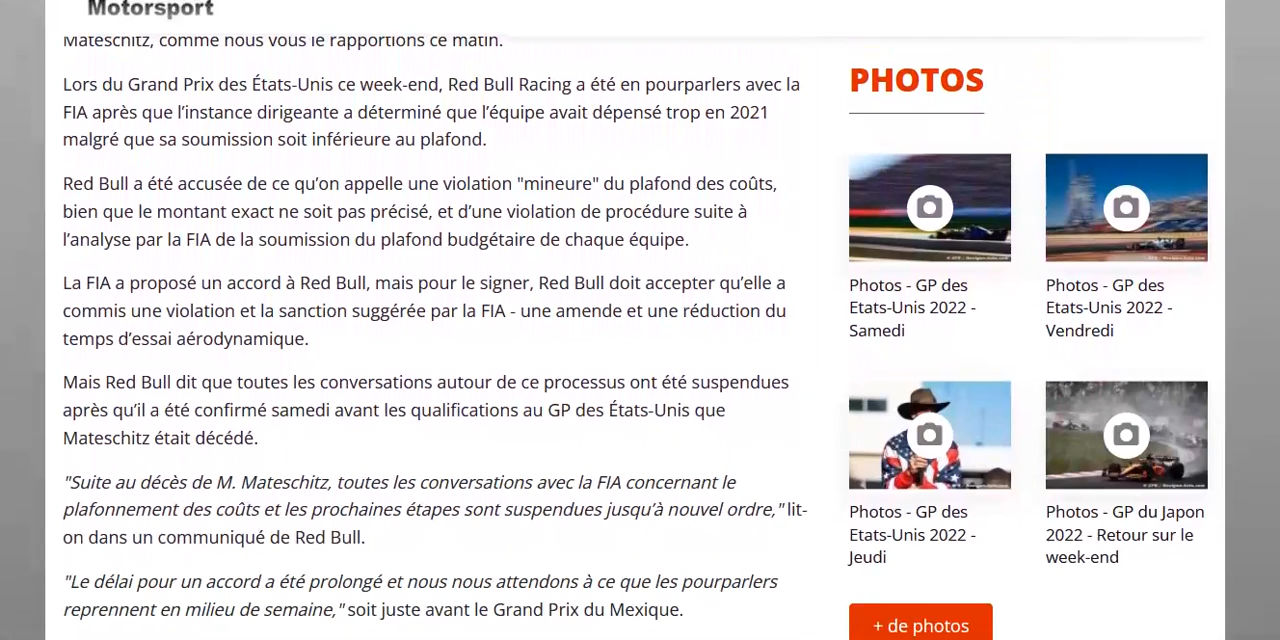 Motorsport
Mateschitz, comme nous vous le rapportions ce matin.
Lors du Grand Prix des États-Unis ce week-end, Red Bull Racing a été en pourparlers avec la
FIA après que l’instance dirigeante a déterminé que l’équipe avait dépensé trop en 2021
malgré que sa soumission soit inférieure au plafond.
Red Bull a été accusée de ce qu’on appelle une violation "mineure" du plafond des coûts,
bien que le montant exact ne soit pas précisé, et d’une violation de procédure suite à
l’analyse par la FIA de la soumission du plafond budgétaire de chaque équipe.
La FIA a proposé un accord à Red Bull, mais pour le signer, Red Bull doit accepter qu’elle a
commis une violation et la sanction suggérée par la FIA - une amende et une réduction du
temps d’essai aérodynamique.
Mais Red Bull dit que toutes les conversations autour de ce processus ont été suspendues
après qu’il a été confirmé samedi avant les qualifications au GP des États-Unis que
Mateschitz était décédé.
"Suite au décès de M. Mateschitz, toutes les conversations avec la FIA concernant le
plafonnement des coûts et les prochaines étapes sont suspendues jusqu’à nouvel ordre," lit-
on dans un communiqué de Red Bull.
"Le délai pour un accord a été prolongé et nous nous attendons à ce que les pourparlers
reprennent en milieu de semaine," soit juste avant le Grand Prix du Mexique.
PHOTOS
Photos - GP des
Etats-Unis 2022 -
Samedi
Photos - GP des
Etats-Unis 2022 -
Vendredi
Photos - GP des
Etats-Unis 2022 -
Jeudi
Photos - GP du Japon
2022 - Retour sur le
week-end
+ de photos